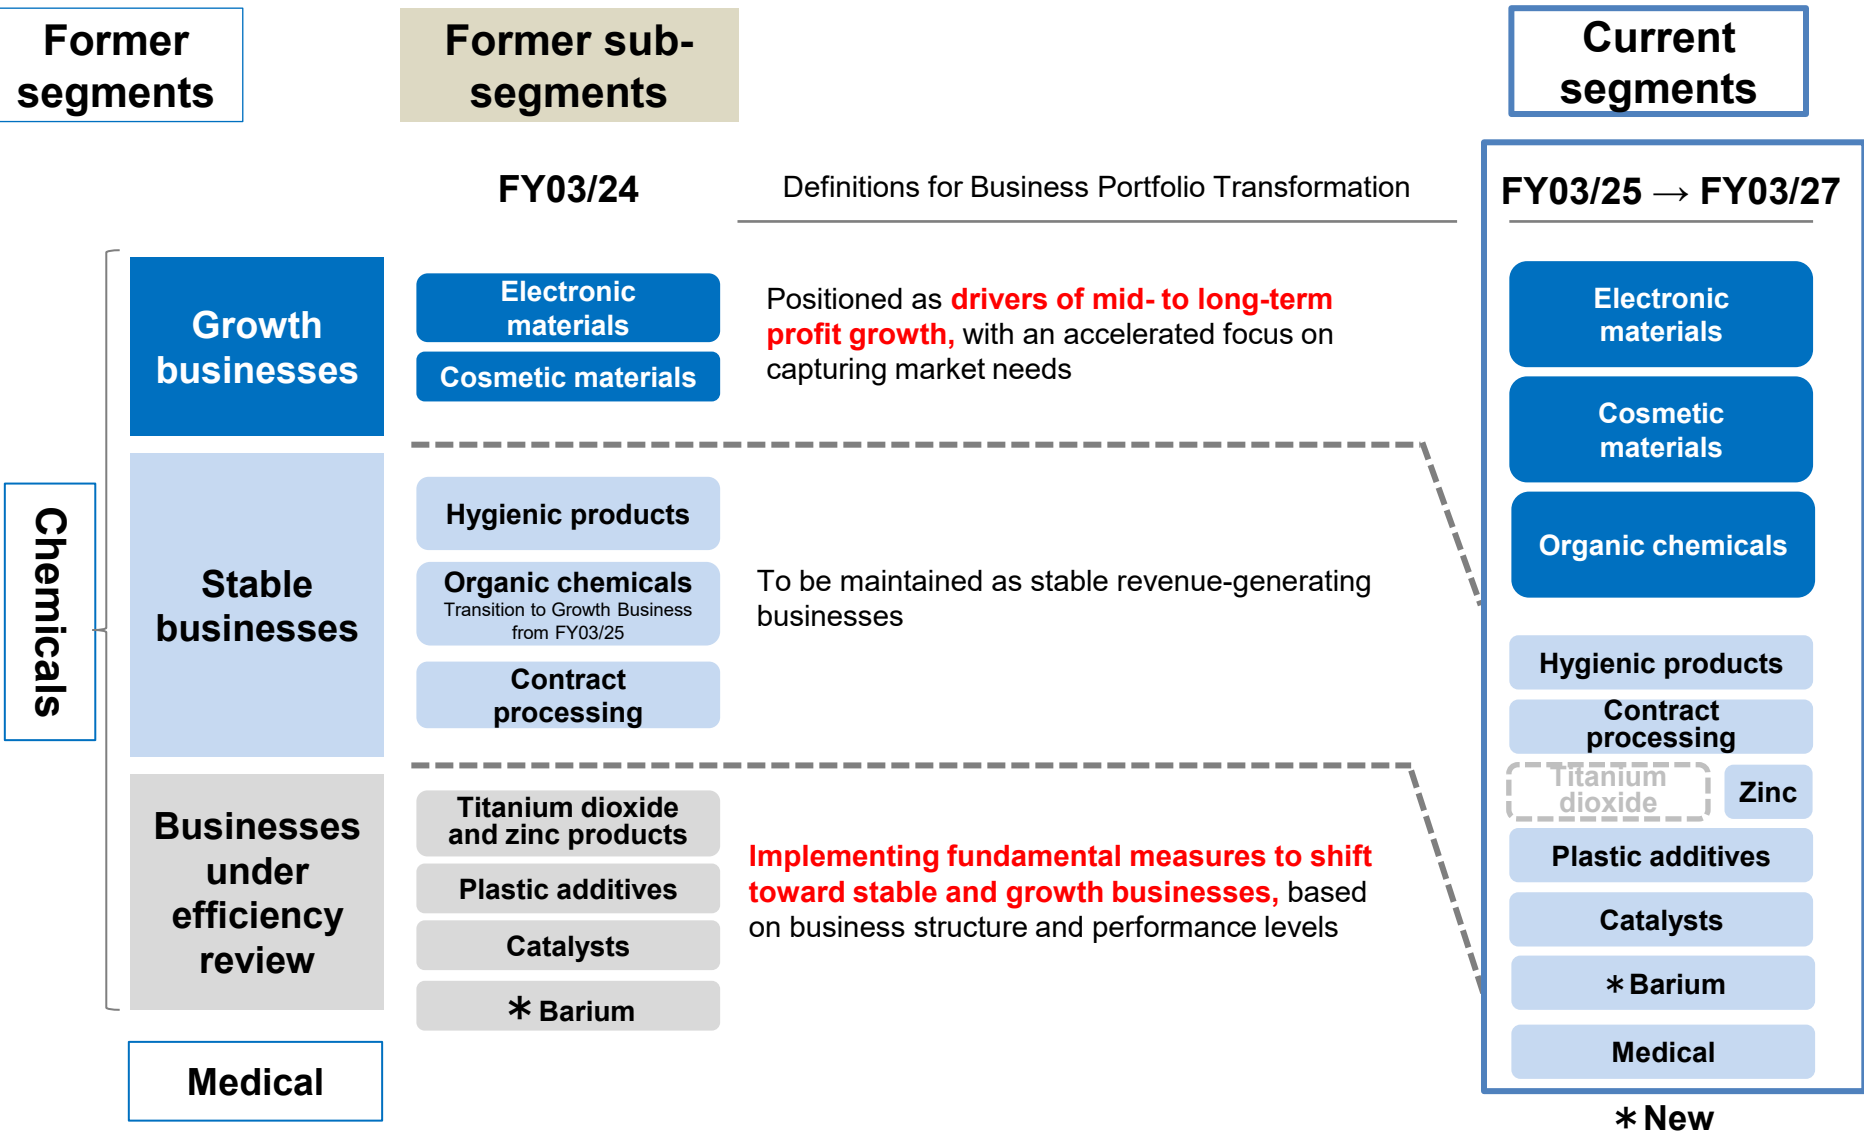 Former
segments
Former sub-
segments
Current
segments
FY03/24
Definitions for Business Portfolio Transformation
FY03/25 → FY03/27
Chemicals
Growth
businesses
Electronic
materials
Cosmetic materials
Positioned as drivers of mid- to long-term
profit growth, with an accelerated focus on
capturing market needs
Stable
businesses
Hygienic products
Organic chemicals
Transition to Growth Business
from FY03/25
Contract
processing
To be maintained as stable revenue-generating
businesses
Businesses
under
efficiency
review
Titanium dioxide
and zinc products
Plastic additives
Catalysts
* Barium
Implementing fundamental measures to shift
toward stable and growth businesses, based
on business structure and performance levels
Medical
Electronic
materials
Cosmetic
materials
Organic chemicals
Hygienic products
Contract
processing
Titanium
dioxide
Zinc
Plastic additives
Catalysts
* Barium
Medical
* New